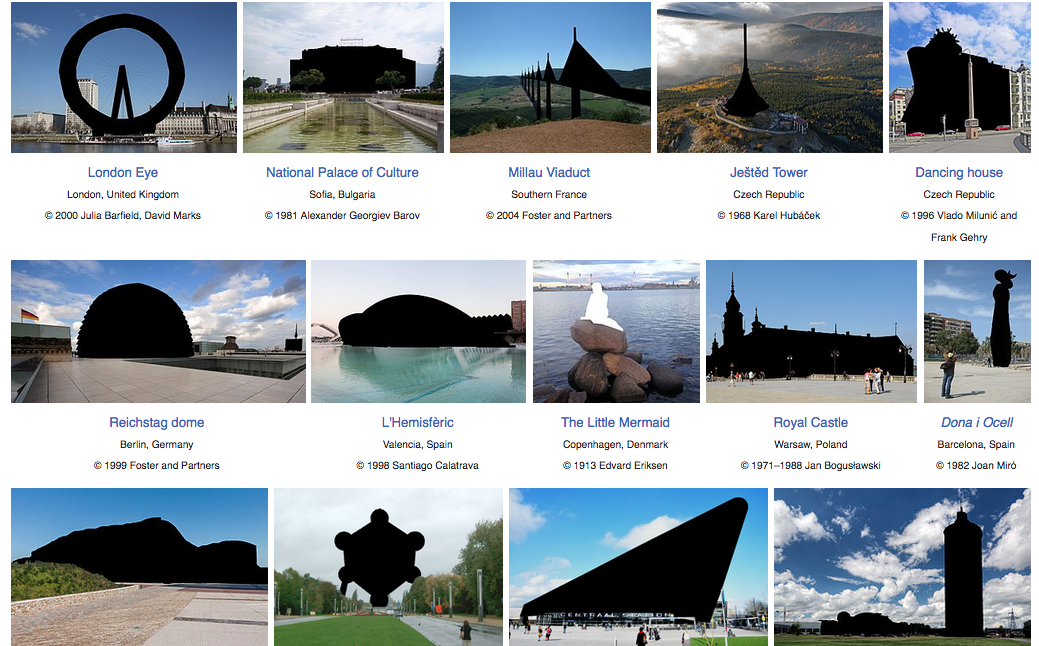 London Eye
London, United Kingdom
© 2000 Julia Barfield, David Marks
National Palace of Culture
Sofia, Bulgaria
© 1981 Alexander Georgiev Barov
Millau Viaduct
Southern France
© 2004 Foster and Partners
Ještěd Tower
Czech Republic
© 1968 Karel Hubáček
Dancing house
Czech Republic
© 1996 Vlado Milunić and
Frank Gehry
Reichstag dome
Berlin, Germany
© 1999 Foster and Partners
L'Hemisfèric
Valencia, Spain
© 1998 Santiago Calatrava
The Little Mermaid
Copenhagen, Denmark
© 1913 Edvard Eriksen
Royal Castle
Warsaw, Poland
© 1971–1988 Jan Bogusławski
Dona i Ocell
Barcelona, Spain
© 1982 Joan Miró
CENTRAAL STATION